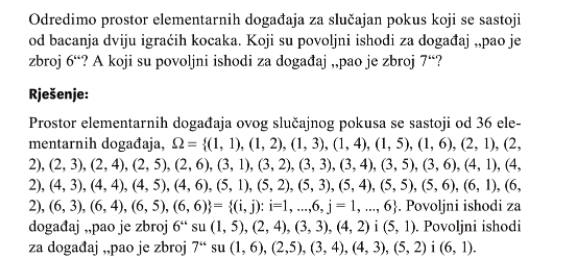 Odredimo prostor elementarnih događaja za slučajan pokus koji se sastoji
od bacanja dviju igraćih kocaka. Koji su povoljni ishodi za događaj ,,pao je
zbroj 6“? A koji su povoljni ishodi za događaj ,,pao je zbroj 7“?
Rješenje:
Prostor elementarnih događaja ovog slučajnog pokusa se sastoji od 36 ele-
mentarnih događaja, Ω = {(1, 1), (1, 2), (1, 3), (1, 4), (1, 5), (1, 6), (2, 1), (2,
2), (2, 3), (2, 4), (2, 5), (2, 6), (3, 1), (3, 2), (3, 3), (3, 4), (3, 5), (3, 6), (4, 1), (4,
2), (4, 3), (4, 4), (4, 5), (4, 6), (5, 1), (5, 2), (5, 3), (5, 4), (5, 5), (5, 6), (6, 1), (6,
2), (6, 3), (6, 4), (6, 5), (6, 6)}= {(i, j): i=1, ...,6, j = 1, ..., 6}. Povoljni ishodi za
događaj ,,pao je zbroj 6“ su (1, 5), (2, 4), (3, 3), (4, 2) i (5, 1). Povoljni ishodi
za događaj ,,pao je zbroj 7“ su (1, 6), (2,5), (3, 4), (4, 3), (5, 2) i (6, 1).